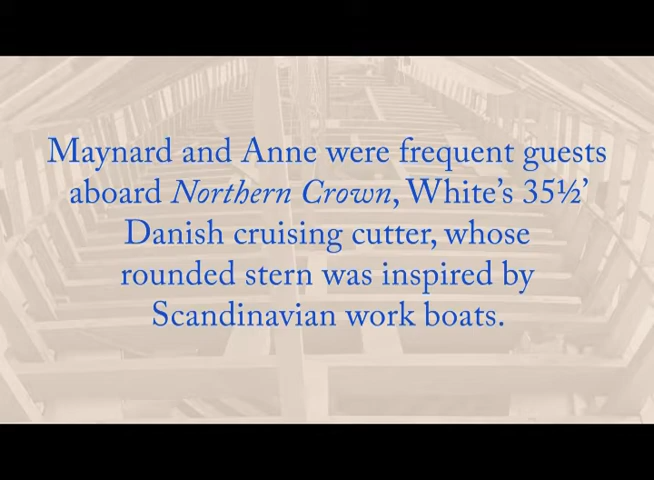 Maynard and Anne were frequent guests
aboard Northern Crown, White’s 35½’
Danish cruising cutter, whose
rounded stern was inspired by
Scandinavian work boats.